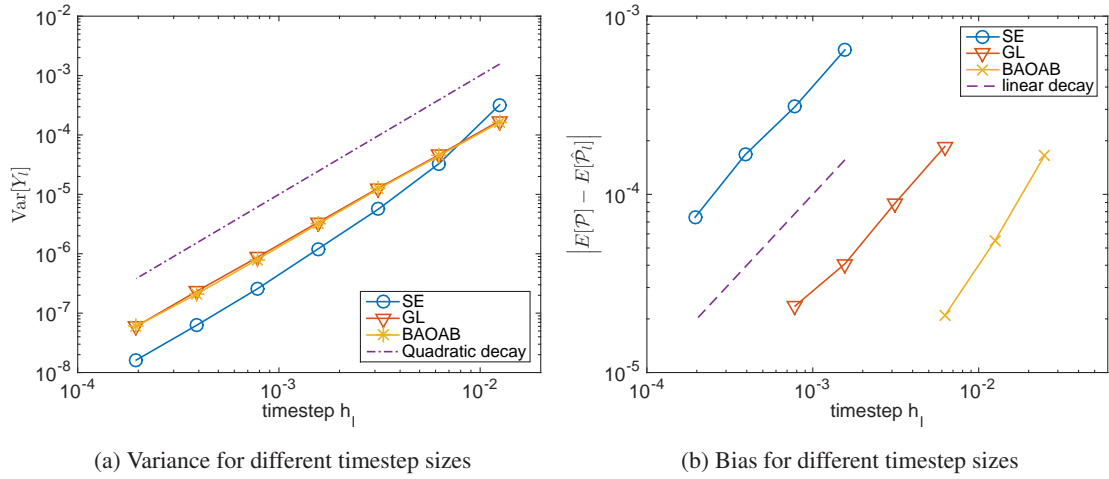 10^-2
10^-3
10^-4
10^-5
10^-6
10^-7
10^-8
Var[Y_l]
10^-4
10^-3
10^-2
timestep h_l
SE
GL
BAOAB
Quadratic decay
(a) Variance for different timestep sizes
10^-3
10^-4
10^-5
|E[𝒫] − E[𝒫̂_l]|
10^-4
10^-3
10^-2
timestep h_l
SE
GL
BAOAB
linear decay
(b) Bias for different timestep sizes